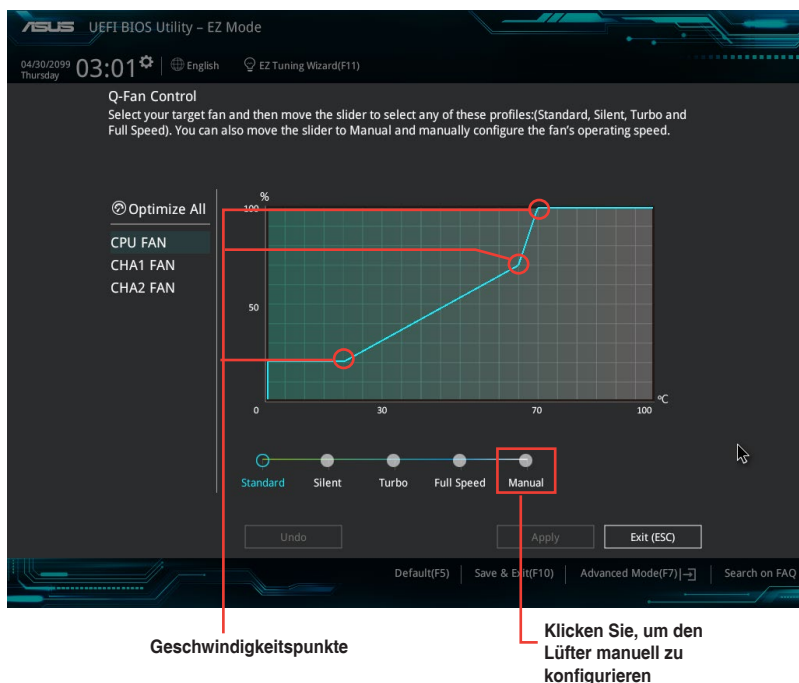 ASUS UEFI BIOS Utility – EZ Mode
04/30/2099
Thursday
03:01
English
EZ Tuning Wizard(F11)
Q-Fan Control
Select your target fan and then move the slider to select any of these profiles:(Standard, Silent, Turbo and
Full Speed). You can also move the slider to Manual and manually configure the fan's operating speed.
Optimize All
CPU FAN
CHA1 FAN
CHA2 FAN
%
100
50
0
30
70
100
°C
Standard
Silent
Turbo
Full Speed
Manual
Undo
Apply
Exit (ESC)
Default(F5)
Save & Exit(F10)
Advanced Mode(F7)
Search on FAQ
Geschwindigkeitspunkte
Klicken Sie, um den
Lüfter manuell zu
konfigurieren